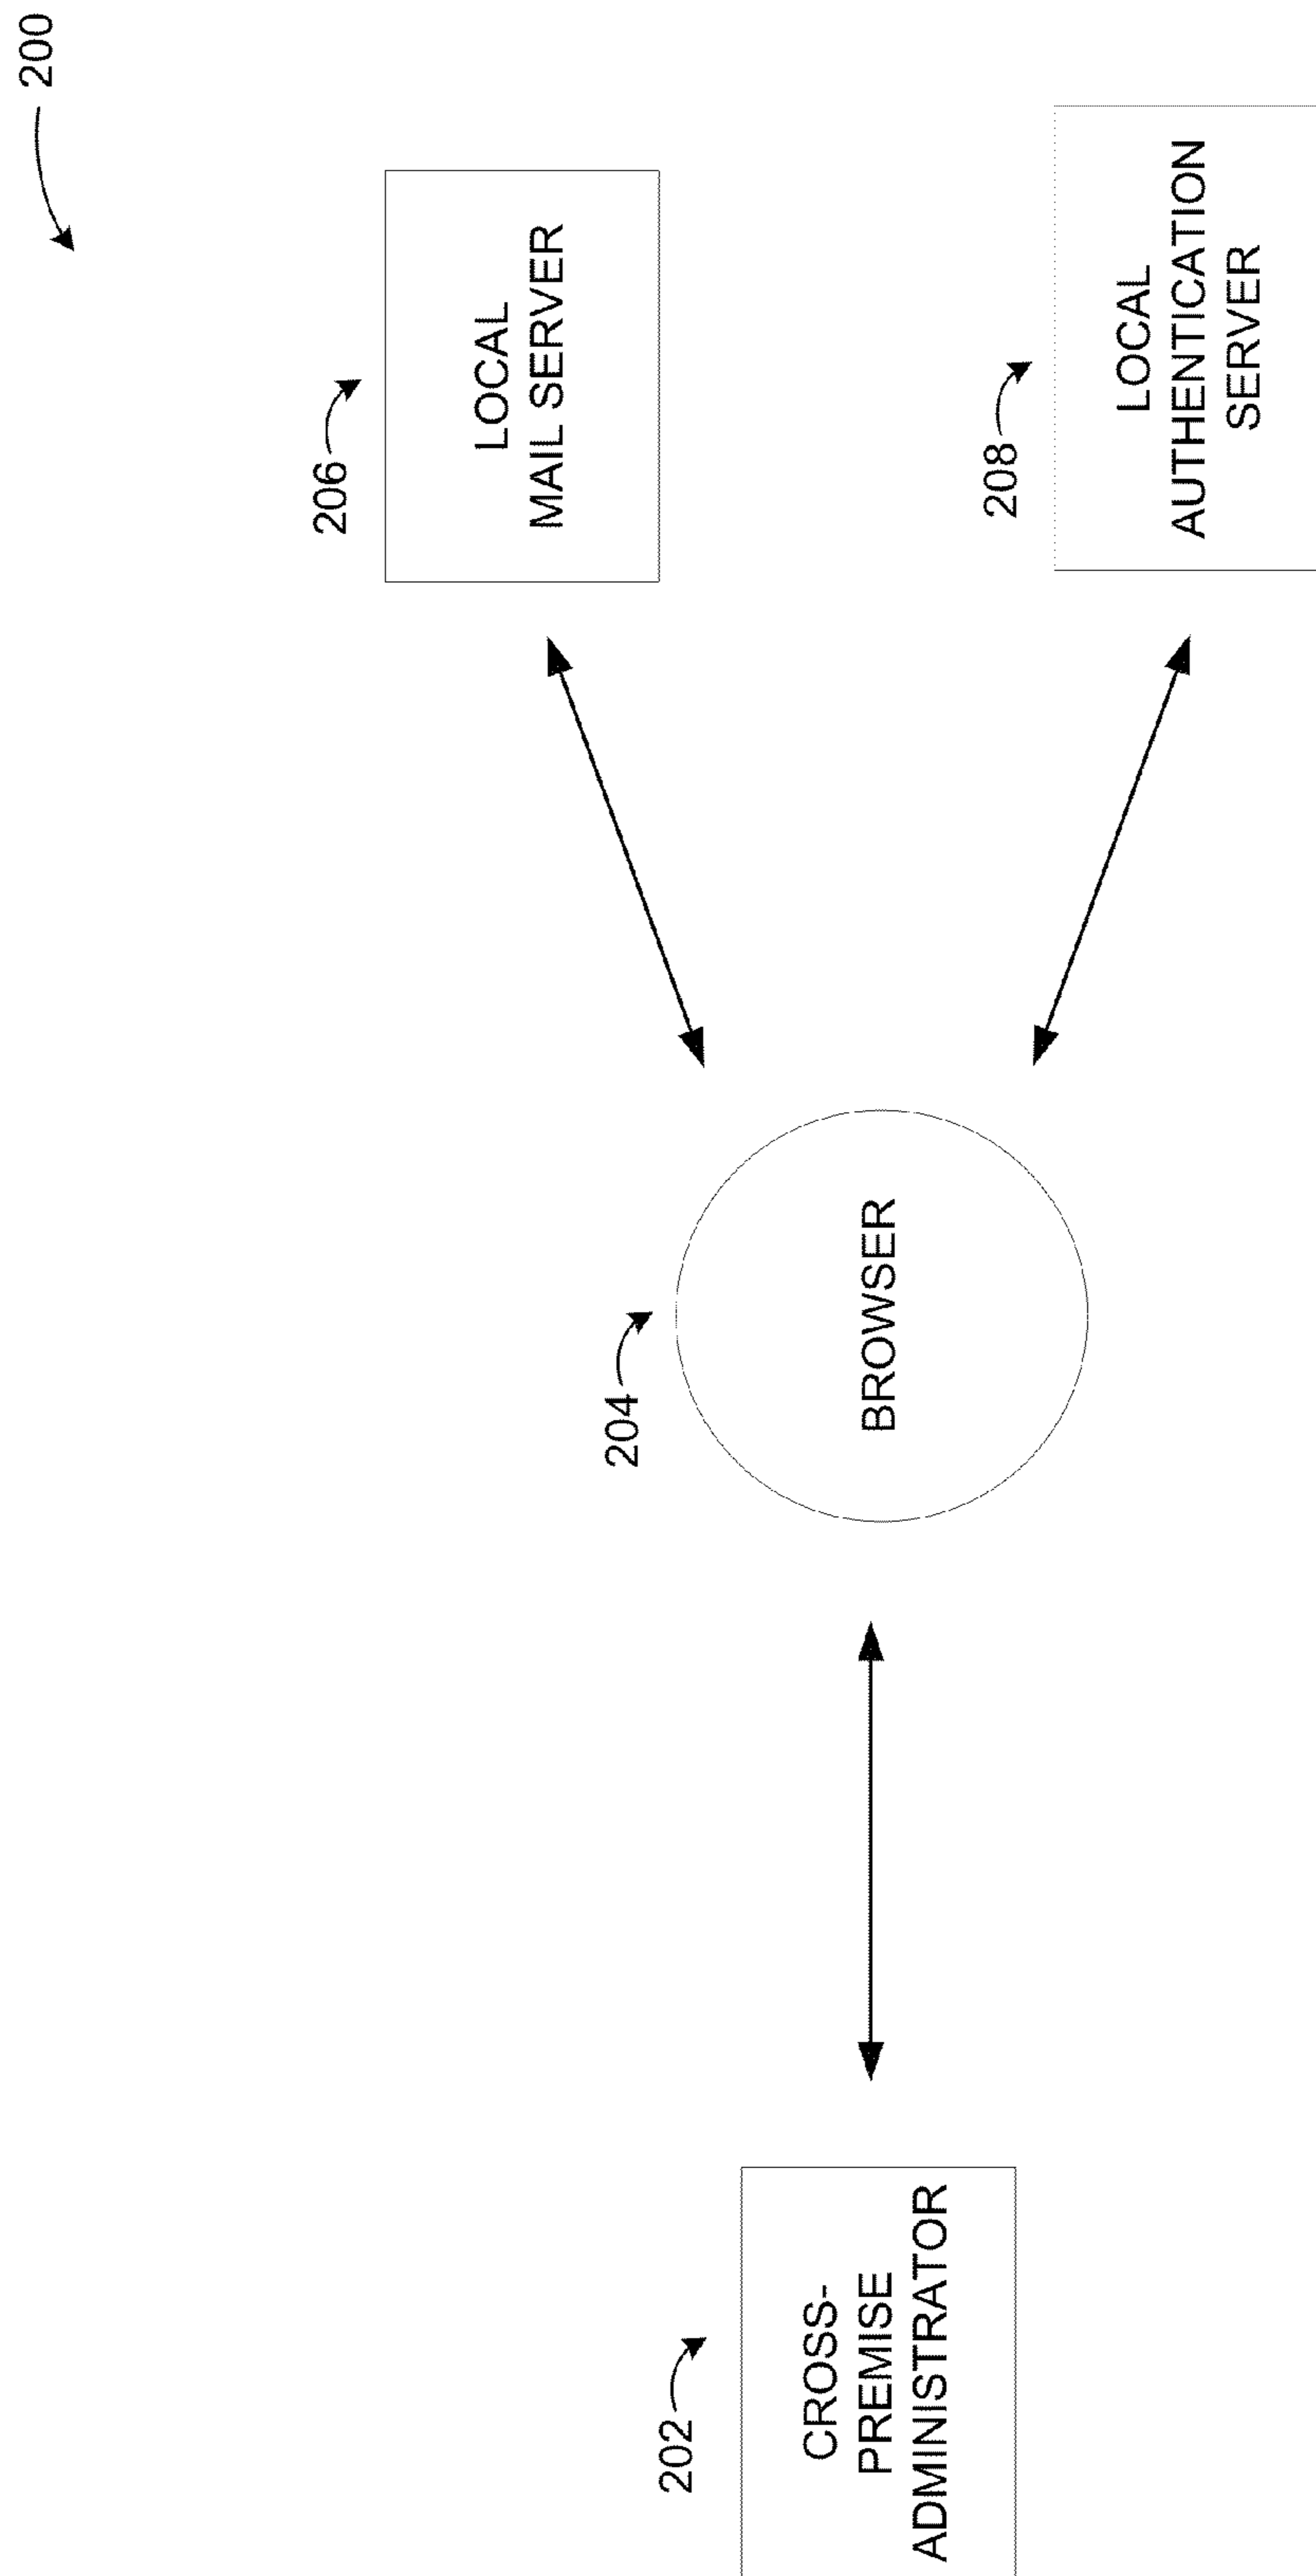 200
202
CROSS-
PREMISE
ADMINISTRATOR
204
BROWSER
206
LOCAL
MAIL SERVER
208
LOCAL
AUTHENTICATION
SERVER